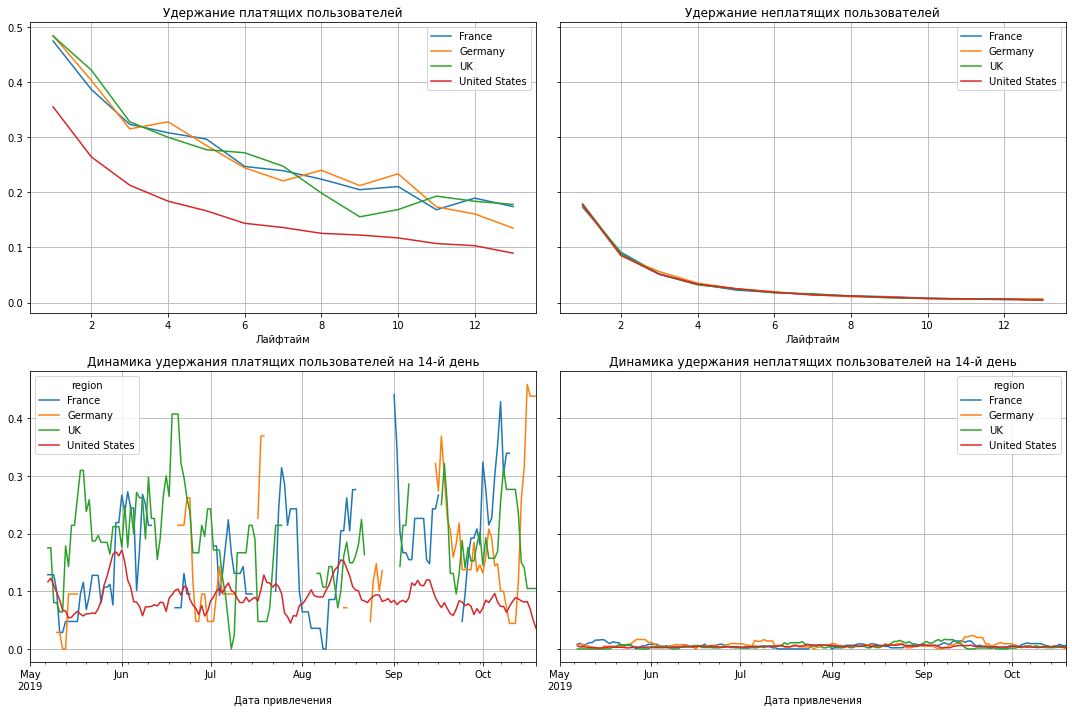 Удержание платящих пользователей
France
Germany
UK
United States
0.5
0.4
0.3
0.2
0.1
0.0
2 4 6 8 10 12
Лайфтайм
Удержание неплатящих пользователей
France
Germany
UK
United States
2 4 6 8 10 12
Лайфтайм
Динамика удержания платящих пользователей на 14-й день
region
France
Germany
UK
United States
0.4
0.3
0.2
0.1
0.0
May Jun Jul Aug Sep Oct
2019
Дата привлечения
Динамика удержания неплатящих пользователей на 14-й день
region
France
Germany
UK
United States
May Jun Jul Aug Sep Oct
2019
Дата привлечения